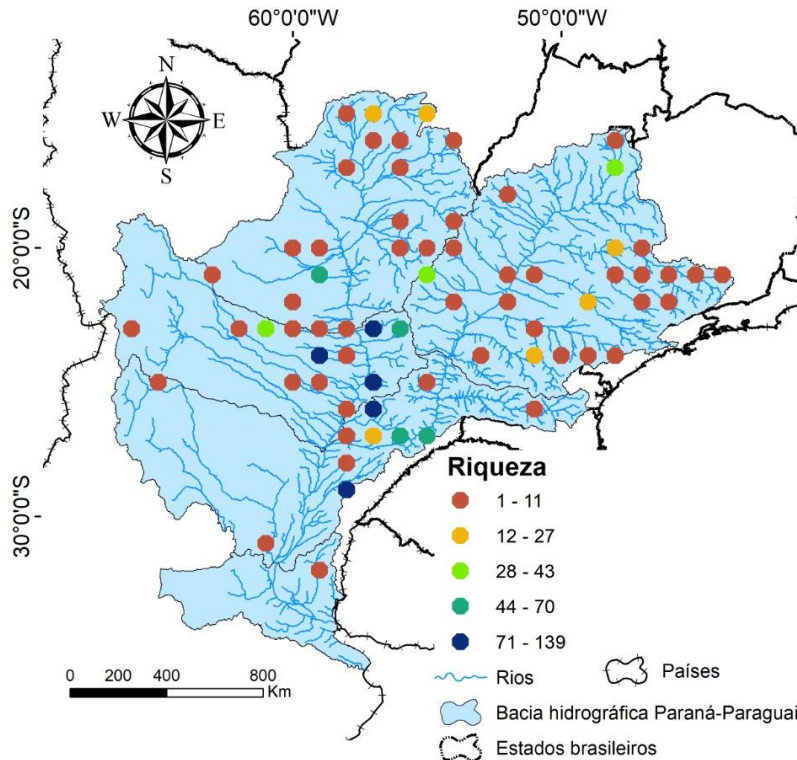 60°0'0"W
50°0'0"W
N
W
E
S
20°0'0"S
30°0'0"S
Riqueza
1 - 11
12 - 27
28 - 43
44 - 70
71 - 139
Rios
Países
Bacia hidrográfica Paraná-Paraguai
Estados brasileiros
0 200 400 800
Km